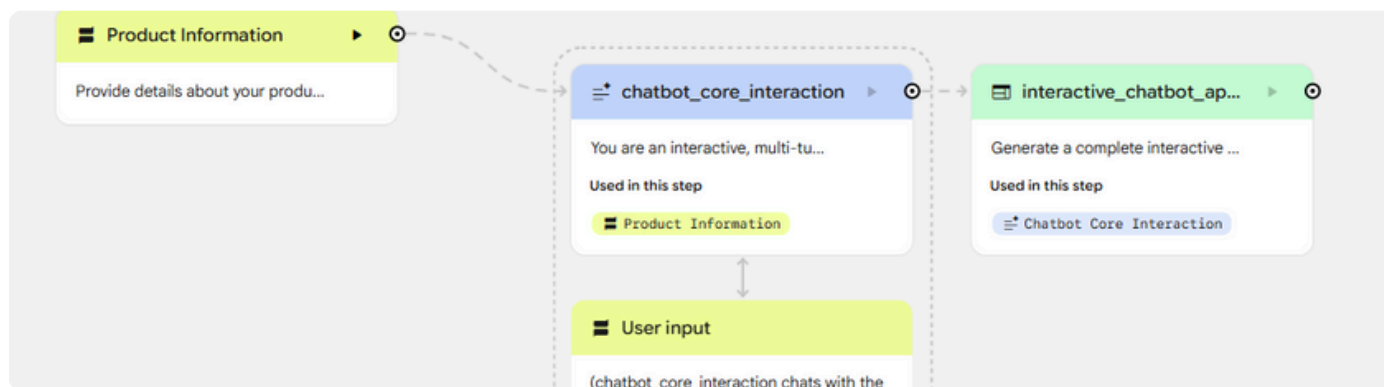 Product Information
Provide details about your produ...
chatbot_core_interaction
You are an interactive, multi-tu...
Used in this step
Product Information
interactive_chatbot_ap...
Generate a complete interactive ...
Used in this step
Chatbot Core Interaction
User input
(chatbot_core_interaction chats with the